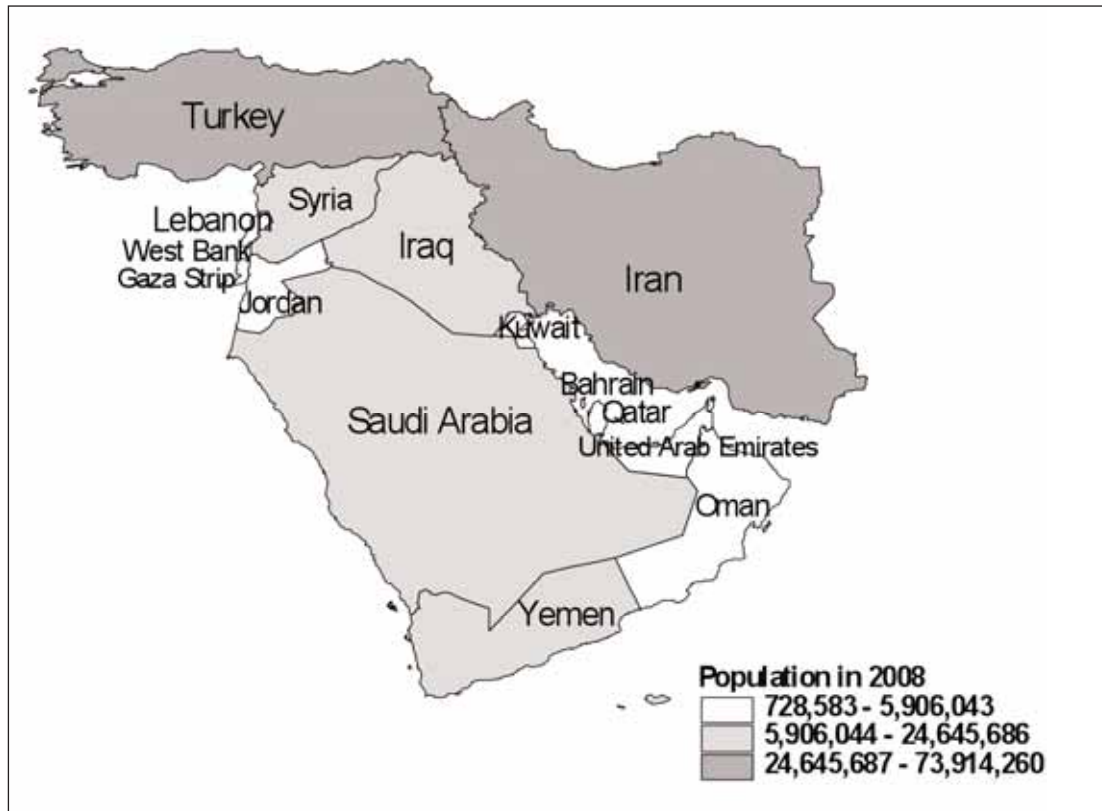 Turkey
Syria
Lebanon
West Bank
Iraq
Gaza Strip
Iran
Jordan
Kuwait
Bahrain
Qatar
Saudi Arabia
United Arab Emirates
Oman
Yemen
Population in 2008
728,583 - 5,906,043
5,906,044 - 24,645,686
24,645,687 - 73,914,260